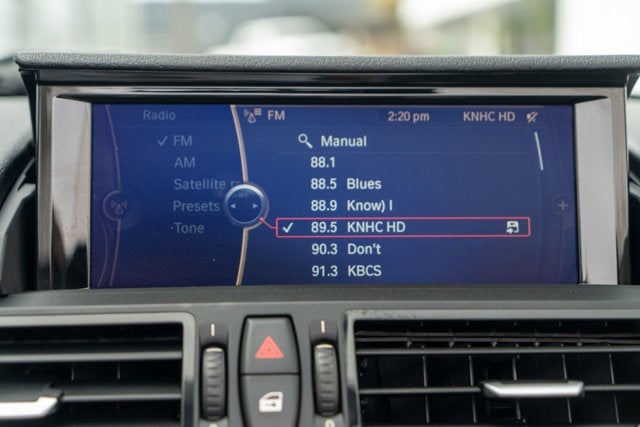 Radio FM 2:20 pm KNHC HD
FM
AM
Satellite r
Presets
Tone
Manual
88.1
88.5 Blues
88.9 Know) I
89.5 KNHC HD
90.3 Don't
91.3 KBCS